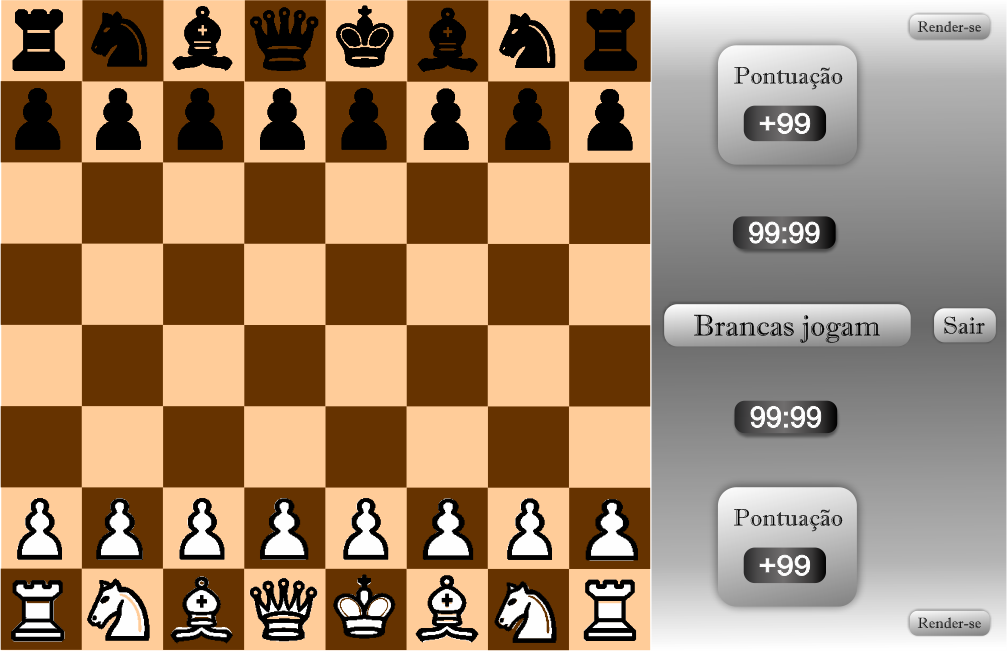 Render-se
Pontuação
+99
99:99
Brancas jogam
Sair
99:99
Pontuação
+99
Render-se